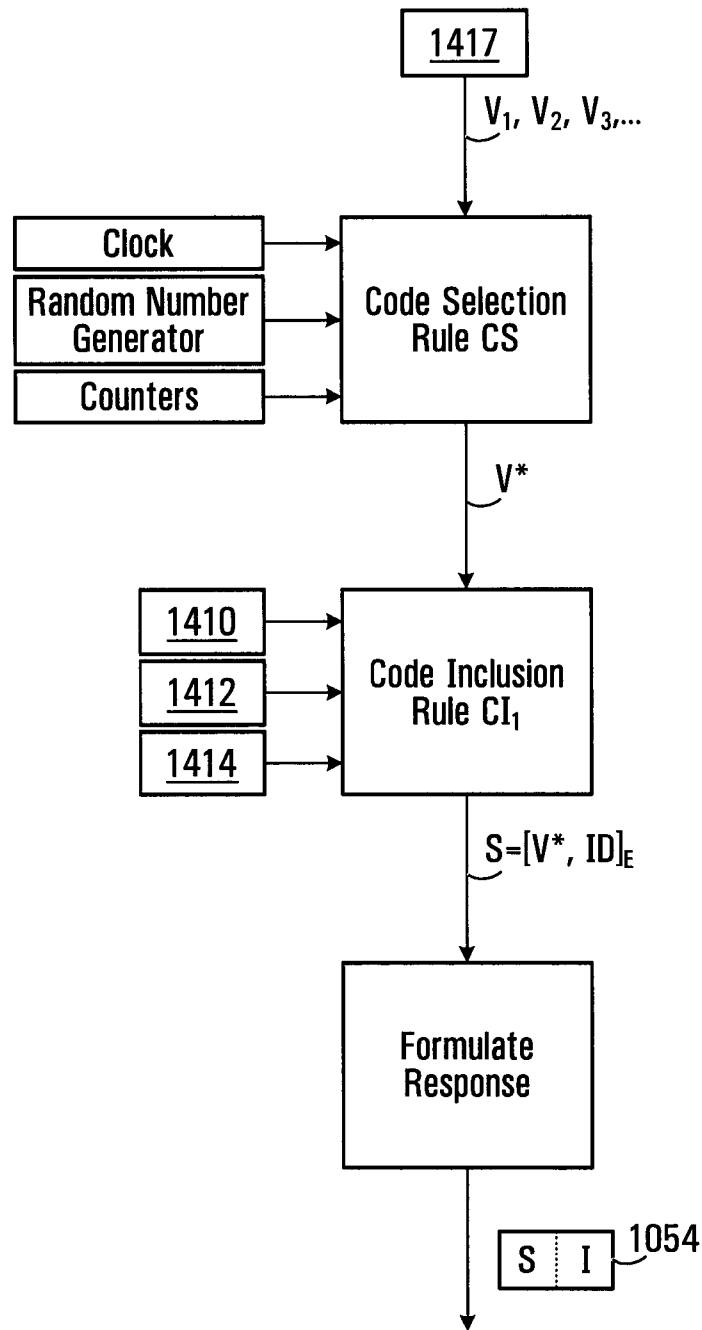 1417
V₁, V₂, V₃,...
Clock
Random Number
Generator
Counters
Code Selection
Rule CS
V*
1410
1412
1414
Code Inclusion
Rule CI₁
S=[V*, ID]E
Formulate
Response
S I
1054